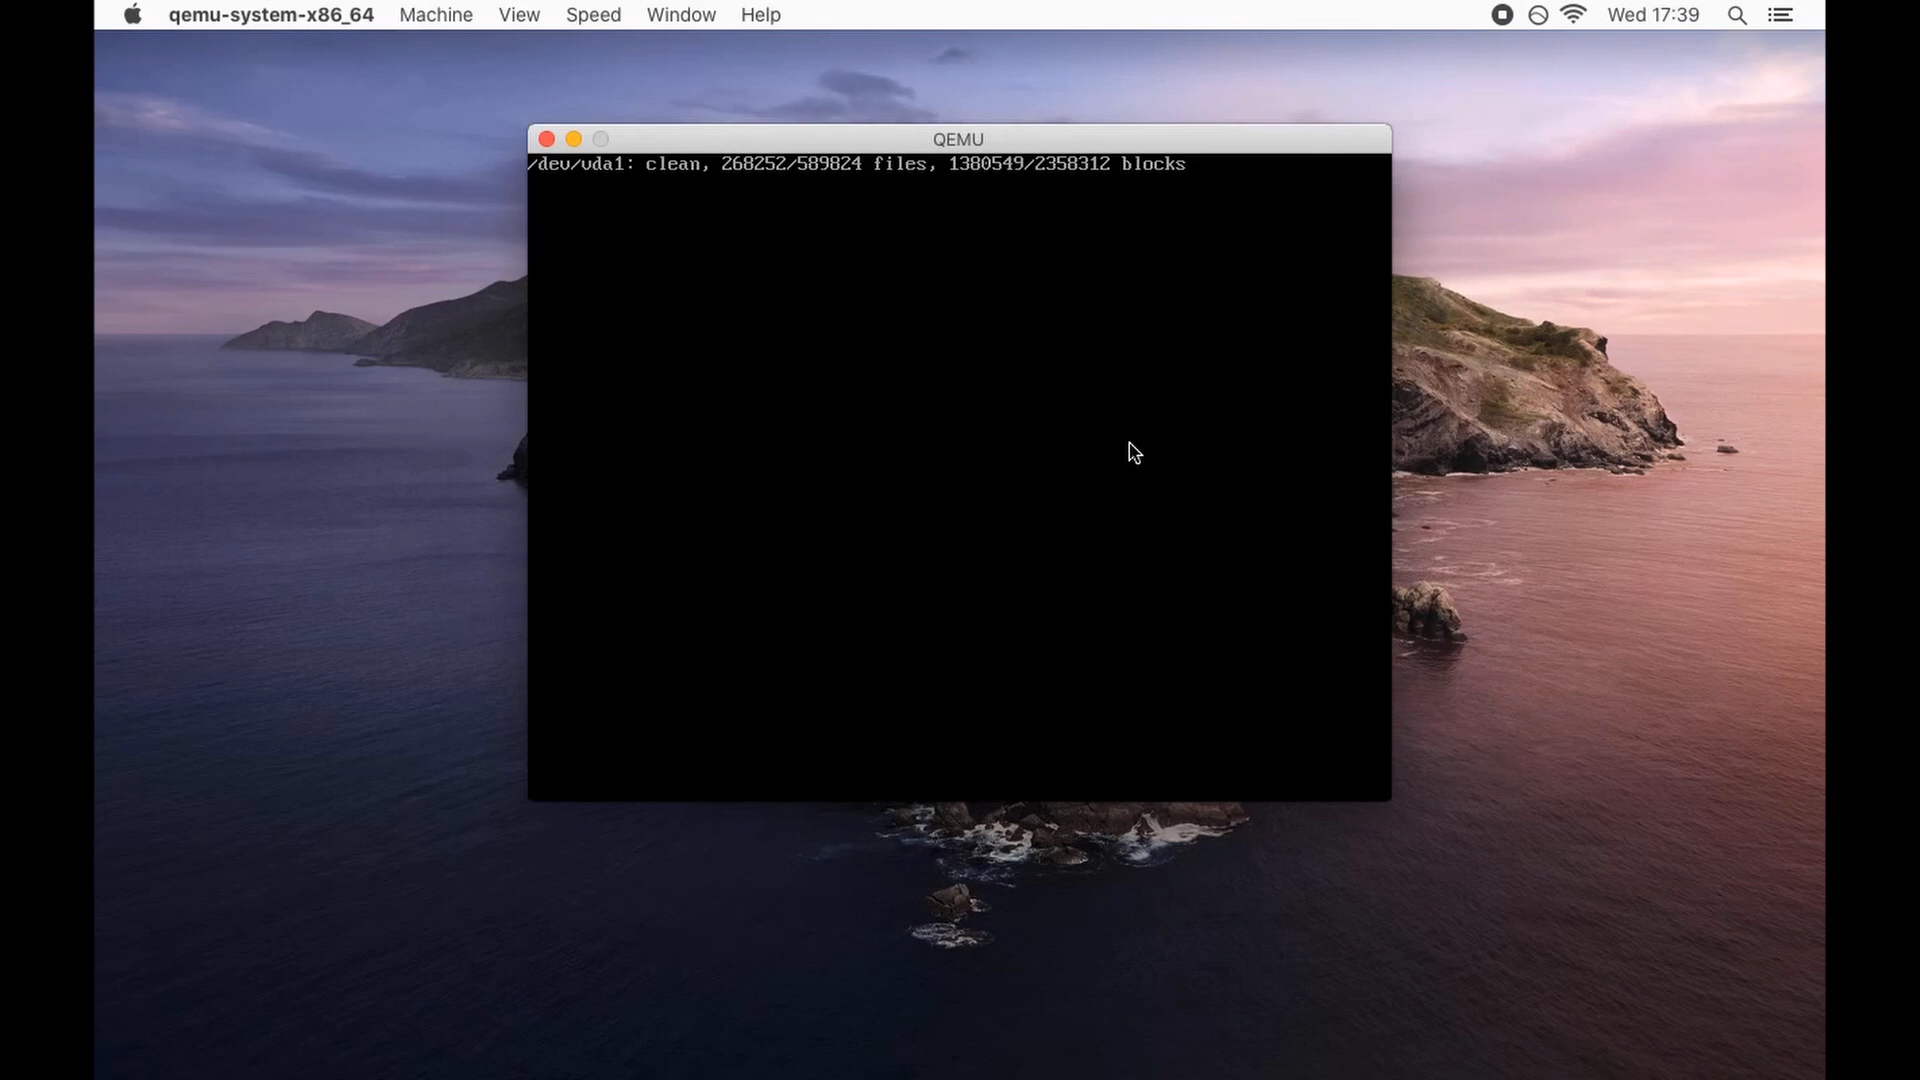 qemu-system-x86_64 Machine View Speed Window Help Wed 17:39
QEMU
/dev/vda1: clean, 268252/589824 files, 1380549/2358312 blocks